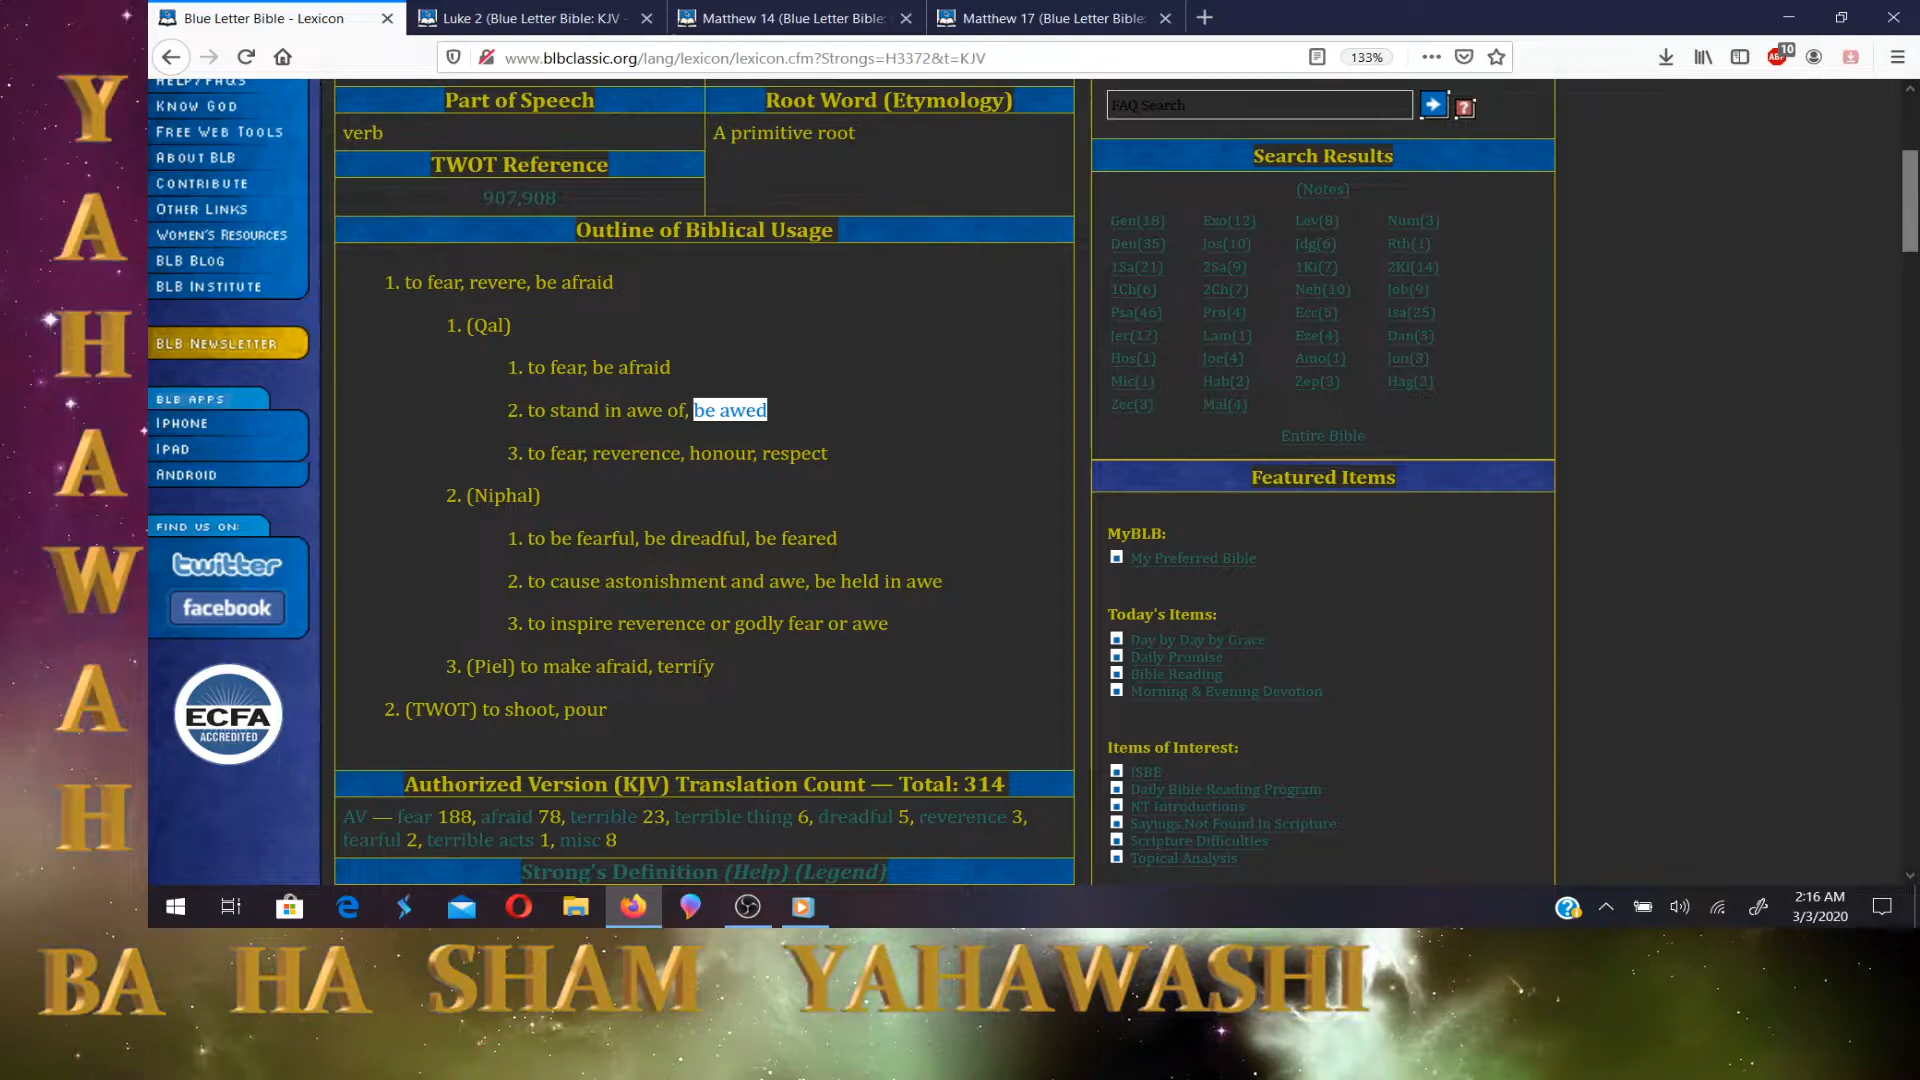 Blue Letter Bible - Lexicon
Luke 2 (Blue Letter Bible: KJV -
Matthew 14 (Blue Letter Bible:
Matthew 17 (Blue Letter Bible:
www.blbclassic.org/lang/lexicon/lexicon.cfm?Strongs=H3372&t=KJV
133%
ABP
10
HELP/FAQS
KNOW GOD
FREE WEB TOOLS
ABOUT BLB
CONTRIBUTE
OTHER LINKS
WOMEN'S RESOURCES
BLB BLOG
BLB INSTITUTE
BLB NEWSLETTER
BLB APPS
IPHONE
IPAD
ANDROID
FIND US ON:
twitter
facebook
ECFA
ACCREDITED
Part of Speech
Root Word (Etymology)
verb
A primitive root
TWOT Reference
907,908
Outline of Biblical Usage
1. to fear, revere, be afraid
1. (Qal)
1. to fear, be afraid
2. to stand in awe of, be awed
3. to fear, reverence, honour, respect
2. (Niphal)
1. to be fearful, be dreadful, be feared
2. to cause astonishment and awe, be held in awe
3. to inspire reverence or godly fear or awe
3. (Piel) to make afraid, terrify
2. (TWOT) to shoot, pour
Authorized Version (KJV) Translation Count — Total: 314
AV — fear 188, afraid 78, terrible 23, terrible thing 6, dreadful 5, reverence 3,
fearful 2, terrible acts 1, misc 8
Strong's Definition (Help) (Legend)
FAQ Search
?
Search Results
(Notes)
Gen(18) Exo(12) Lev(8) Num(3)
Deu(35) Jos(10) Jdg(6) Rth(1)
1Sa(21) 2Sa(9) 1Ki(7) 2Ki(14)
1Ch(6) 2Ch(7) Neh(10) Job(9)
Psa(46) Pro(4) Ecc(5) Isa(25)
Jer(17) Lam(1) Eze(4) Dan(3)
Hos(1) Joe(4) Amo(1) Jon(3)
Mic(1) Hab(2) Zep(3) Hag(2)
Zec(3) Mal(4)
Entire Bible
Featured Items
MyBLB:
My Preferred Bible
Today's Items:
Day by Day by Grace
Daily Promise
Bible Reading
Morning & Evening Devotion
Items of Interest:
ISBE
Daily Bible Reading Program
NT Introductions
Sayings Not Found in Scripture
Scripture Difficulties
Topical Analysis
2:16 AM
3/3/2020
YAHAWAH
BA HA SHAM YAHAWASHI